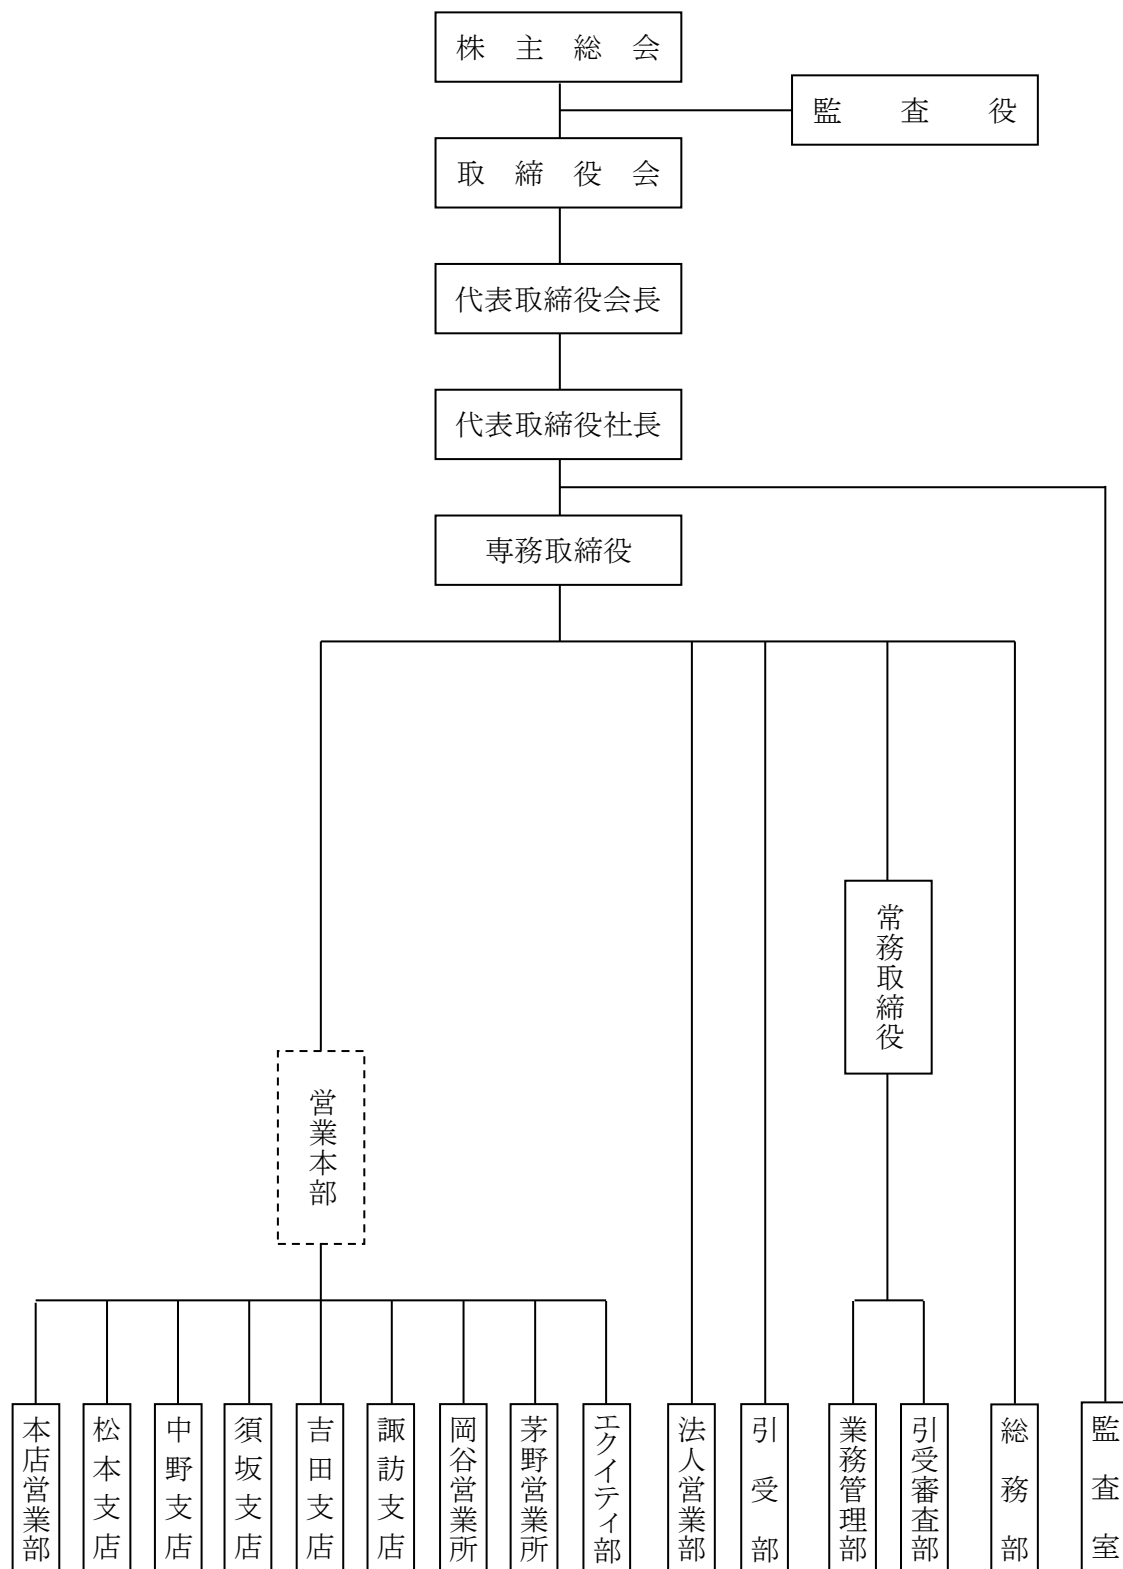 株主総会
監査役
取締役会
代表取締役会長
代表取締役社長
専務取締役
常務取締役
営業本部
本店営業部
松本支店
中野支店
須坂支店
吉田支店
諏訪支店
岡谷営業所
茅野営業所
エクイティ部
法人営業部
引受部
業務管理部
引受審査部
総務部
監査室